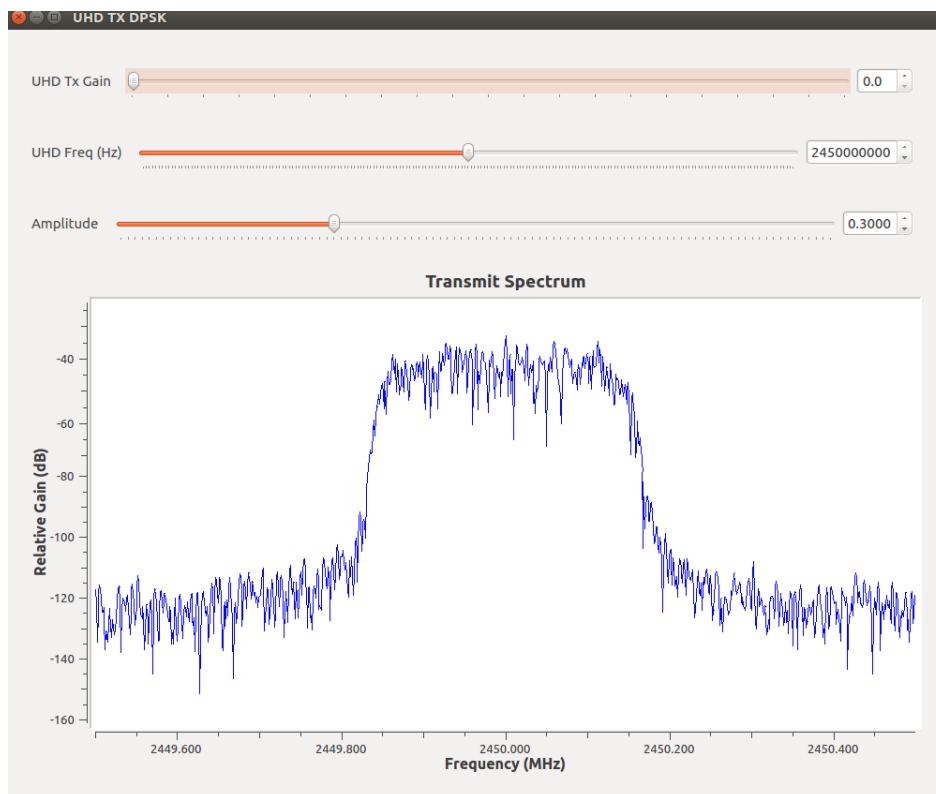 UHD TX DPSK
UHD Tx Gain 0.0
UHD Freq (Hz) 2450000000
Amplitude 0.3000
Transmit Spectrum
-40
-60
-80
-100
-120
-140
-160
Relative Gain (dB)
2449.600 2449.800 2450.000 2450.200 2450.400
Frequency (MHz)